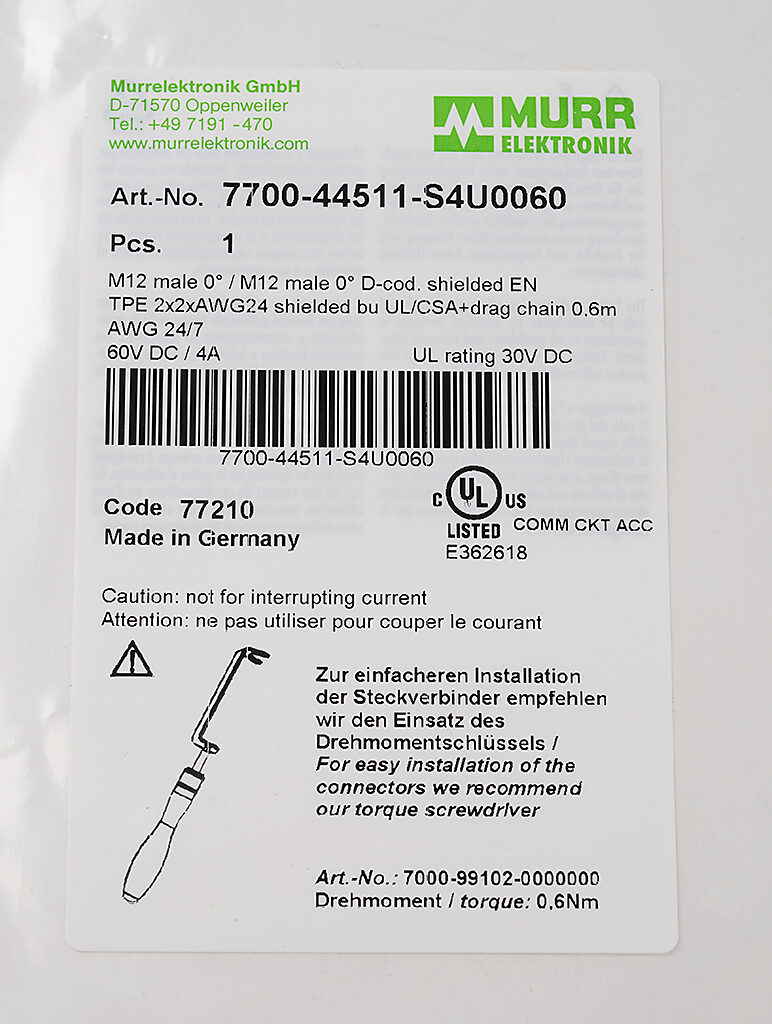 Murrelektronik GmbH
D-71570 Oppenweiler
Tel.: +49 7191 -470
www.murrelektronik.com
MURR
ELEKTRONIK
Art.-No. 7700-44511-S4U0060
Pcs. 1
M12 male 0° / M12 male 0° D-cod. shielded EN
TPE 2x2xAWG24 shielded bu UL/CSA+drag chain 0,6m
AWG 24/7
60V DC / 4A UL rating 30V DC
7700-44511-S4U0060
Code 77210
Made in Germany
C UL US
LISTED COMM CKT ACC
E362618
Caution: not for interrupting current
Attention: ne pas utiliser pour couper le courant
Zur einfacheren Installation
der Steckverbinder empfehlen
wir den Einsatz des
Drehmomentschlüssels /
For easy installation of the
connectors we recommend
our torque screwdriver
Art.-No.: 7000-99102-0000000
Drehmoment / torque: 0,6Nm